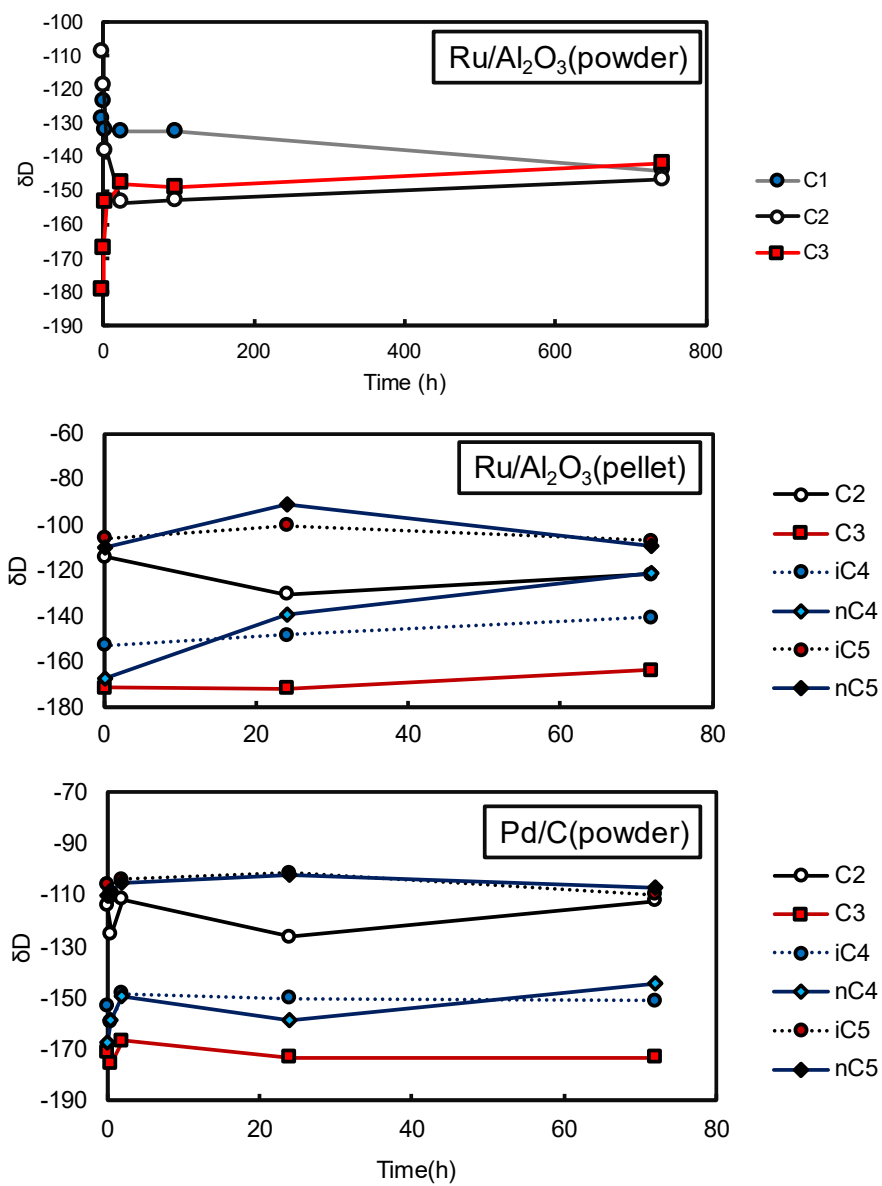 Ru/Al₂O₃(powder)
-100
-110
-120
-130
-140
-150
-160
-170
-180
-190
δD
0
200
400
600
800
Time (h)
C1
C2
C3
Ru/Al₂O₃(pellet)
-60
-80
-100
-120
-140
-160
-180
δD
0
20
40
60
80
C2
C3
iC4
nC4
iC5
nC5
Pd/C(powder)
-70
-90
-110
-130
-150
-170
-190
δD
0
20
40
60
80
Time(h)
C2
C3
iC4
nC4
iC5
nC5